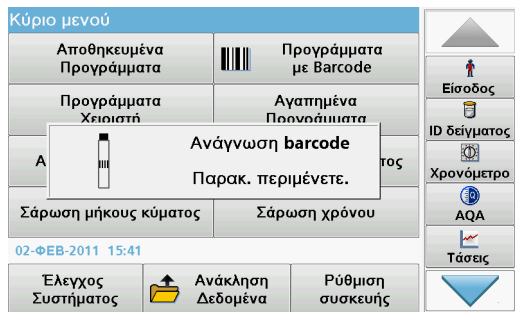 Κύριο μενού
Αποθηκευμένα
Προγράμματα
Προγράμματα
με Barcode
Προγράμματα
Χειριστή
Αγαπημένα
Προγράμματα
Ανάγνωση barcode
Παρακ. περιμένετε.
Σάρωση μήκους κύματος
Σάρωση χρόνου
02-ΦΕΒ-2011 15:41
Έλεγχος
Συστήματος
Ανάκληση
Δεδομένα
Ρύθμιση
συσκευής
Είσοδος
ID δείγματος
Χρονόμετρο
AQA
Τάσεις